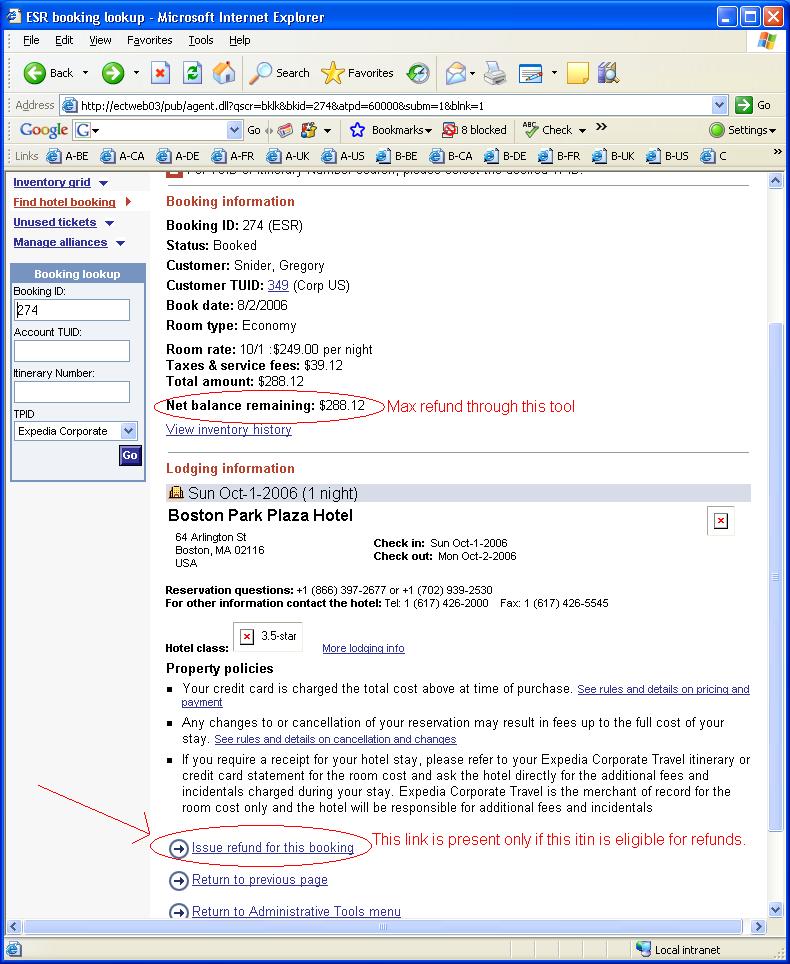 ESR booking lookup - Microsoft Internet Explorer
File Edit View Favorites Tools Help
Back Search Favorites
Address http://ectweb03/pub/agent.dll?qscr=bklk&bkid=274&atpd=60000&subm=1&blnk=1 Go
Google G Go Bookmarks 8 blocked ABC Check » Settings
Links A-BE A-CA A-DE A-FR A-UK A-US B-BE B-CA B-DE B-FR B-UK B-US C »
Inventory grid
Find hotel booking
Unused tickets
Manage alliances
Booking lookup
Booking ID:
274
Account TUID:
Itinerary Number:
TPID
Expedia Corporate
Go
Booking information
Booking ID: 274 (ESR)
Status: Booked
Customer: Snider, Gregory
Customer TUID: 349 (Corp US)
Book date: 8/2/2006
Room type: Economy
Room rate: 10/1 :$249.00 per night
Taxes & service fees: $39.12
Total amount: $288.12
Net balance remaining: $288.12 Max refund through this tool
View inventory history
Lodging information
Sun Oct-1-2006 (1 night)
Boston Park Plaza Hotel
64 Arlington St
Boston, MA 02116
USA
Check in: Sun Oct-1-2006
Check out: Mon Oct-2-2006
Reservation questions: +1 (866) 397-2677 or +1 (702) 939-2530
For other information contact the hotel: Tel: 1 (617) 426-2000 Fax: 1 (617) 426-5545
Hotel class: 3.5-star More lodging info
Property policies
Your credit card is charged the total cost above at time of purchase. See rules and details on pricing and
payment
Any changes to or cancellation of your reservation may result in fees up to the full cost of your
stay. See rules and details on cancellation and changes
If you require a receipt for your hotel stay, please refer to your Expedia Corporate Travel itinerary or
credit card statement for the room cost and ask the hotel directly for the additional fees and
incidentals charged during your stay. Expedia Corporate Travel is the merchant of record for the
room cost only and the hotel will be responsible for additional fees and incidentals
Issue refund for this booking This link is present only if this itin is eligible for refunds.
Return to previous page
Return to Administrative Tools menu
Local intranet